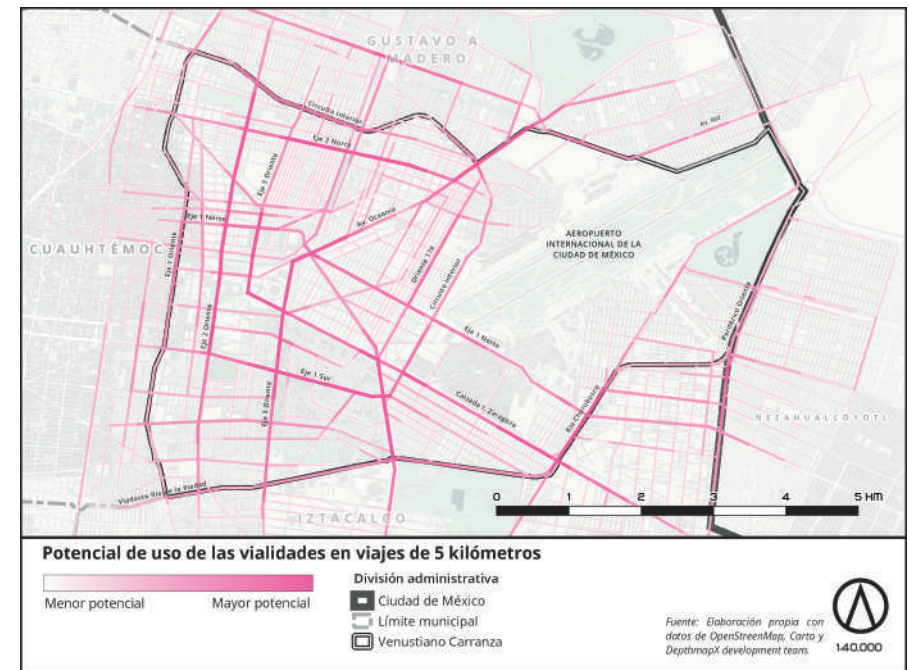 GUSTAVO A.
MADERO
Circuito Interior
Eje 2 Norte
Av. 602
Eje 3 Oriente
Eje 1 Norte
Av. Oceanía
CUAUHTÉMOC
Eje 1 Oriente
Oriente 172
Circuito Interior
AEROPUERTO
INTERNACIONAL DE LA
CIUDAD DE MÉXICO
Periférico Oriente
Eje 2 Oriente
Eje 1 Norte
Eje 1 Sur
Eje 3 Oriente
Calzada I. Zaragoza
Río Churubusco
NEZAHUALCÓYOTL
Viaducto Río de la Piedad
IZTACALCO
0 1 2 3 4 5 KM
Potencial de uso de las vialidades en viajes de 5 kilómetros
Menor potencial Mayor potencial
División administrativa
Ciudad de México
Límite municipal
Venustiano Carranza
Fuente: Elaboración propia con
datos de OpenStreenMap, Carto y
DepthmapX development team.
1:40.000